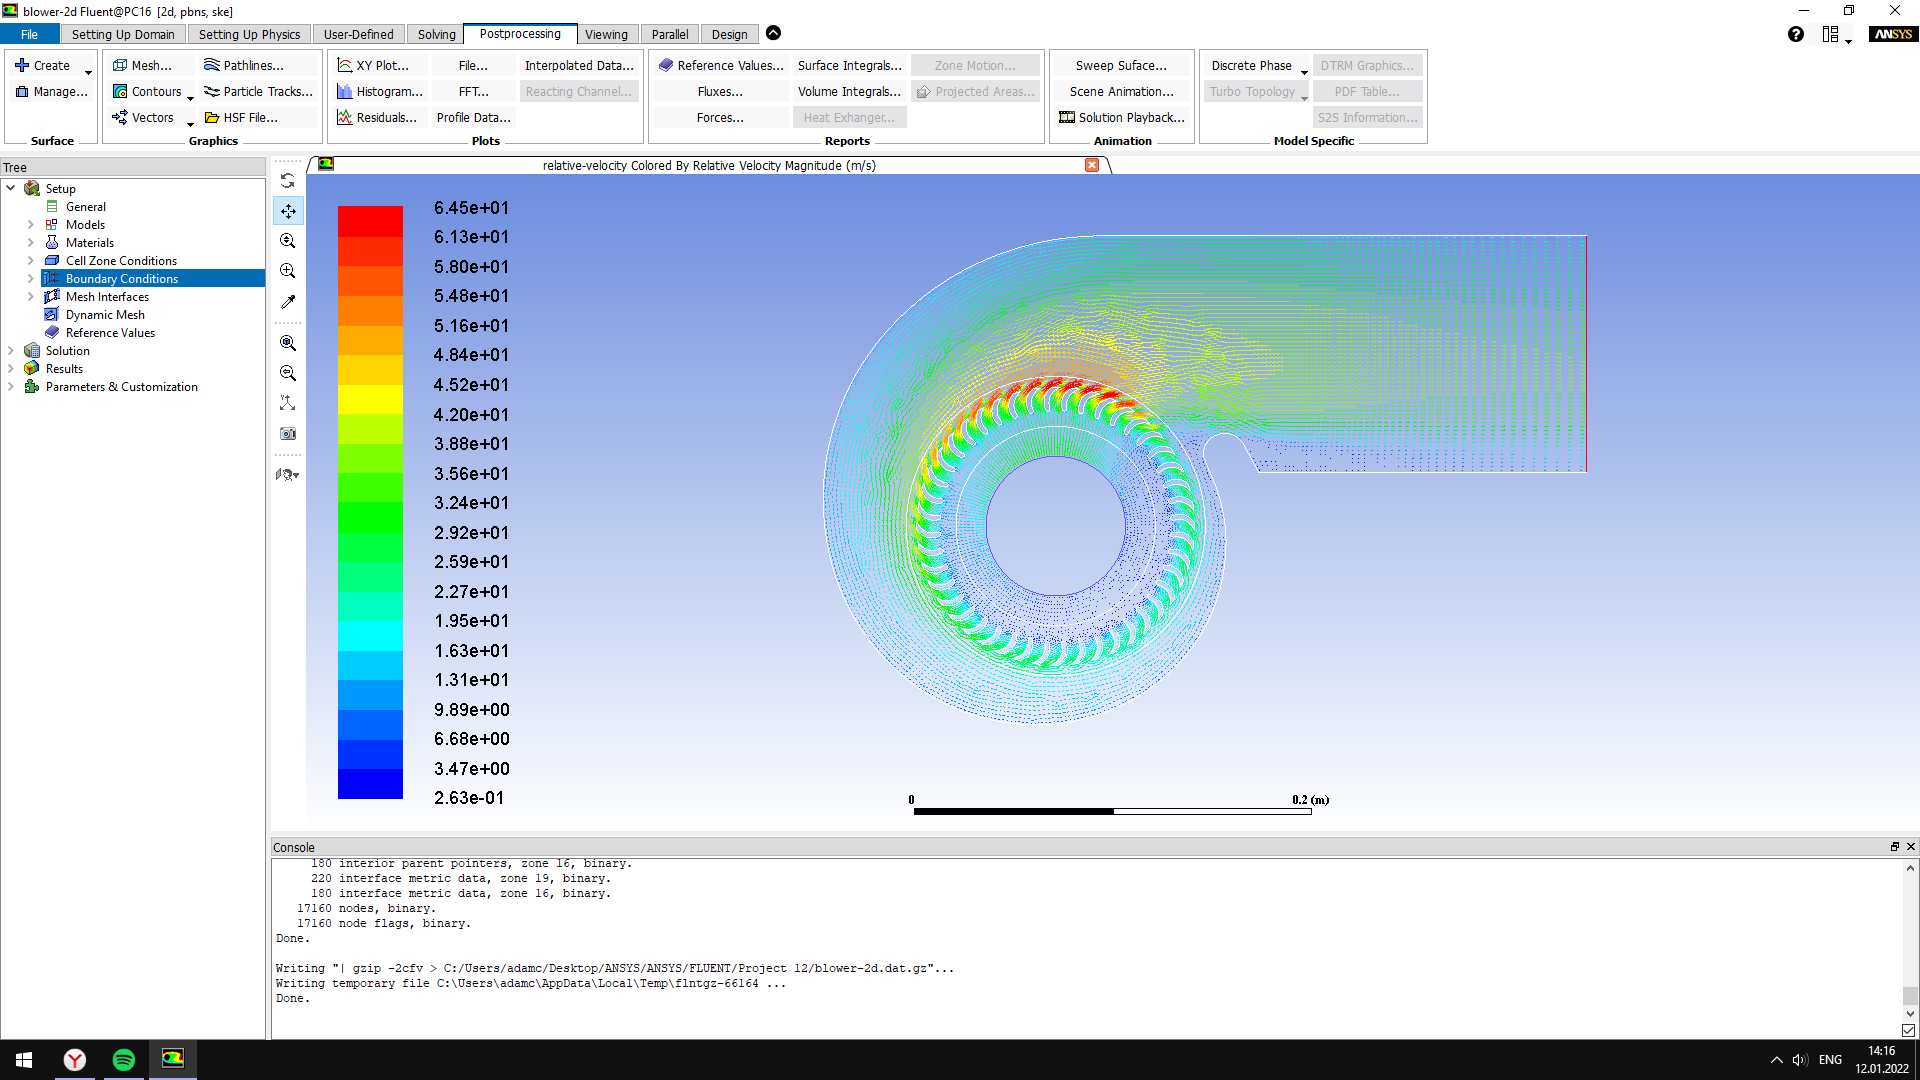 blower-2d Fluent@PC16 [2d, pbns, ske]
File
Setting Up Domain
Setting Up Physics
User-Defined
Solving
Postprocessing
Viewing
Parallel
Design
ANSYS
Create
Manage...
Surface
Mesh...
Contours
Vectors
Pathlines...
Particle Tracks...
HSF File...
Graphics
XY Plot...
Histogram...
Residuals...
File...
FFT...
Profile Data...
Interpolated Data...
Reacting Channel...
Plots
Reference Values...
Fluxes...
Forces...
Surface Integrals...
Volume Integrals...
Heat Exhanger...
Zone Motion...
Projected Areas...
Reports
Sweep Suface...
Scene Animation...
Solution Playback...
Animation
Discrete Phase
Turbo Topology
DTRM Graphics...
PDF Table...
S2S Information...
Model Specific
Tree
Setup
General
Models
Materials
Cell Zone Conditions
Boundary Conditions
Mesh Interfaces
Dynamic Mesh
Reference Values
Solution
Results
Parameters & Customization
relative-velocity Colored By Relative Velocity Magnitude (m/s)
6.45e+01
6.13e+01
5.80e+01
5.48e+01
5.16e+01
4.84e+01
4.52e+01
4.20e+01
3.88e+01
3.56e+01
3.24e+01
2.92e+01
2.59e+01
2.27e+01
1.95e+01
1.63e+01
1.31e+01
9.89e+00
6.68e+00
3.47e+00
2.63e-01
0
0.2 (m)
Console
180 interior parent pointers, zone 16, binary.
220 interface metric data, zone 19, binary.
180 interface metric data, zone 16, binary.
17160 nodes, binary.
17160 node flags, binary.
Done.
Writing "| gzip -2cfv > C:/Users/adamc/Desktop/ANSYS/ANSYS/FLUENT/Project 12/blower-2d.dat.gz"...
Writing temporary file C:\Users\adamc\AppData\Local\Temp\flntgz-66164 ...
Done.
ENG
14:16
12.01.2022